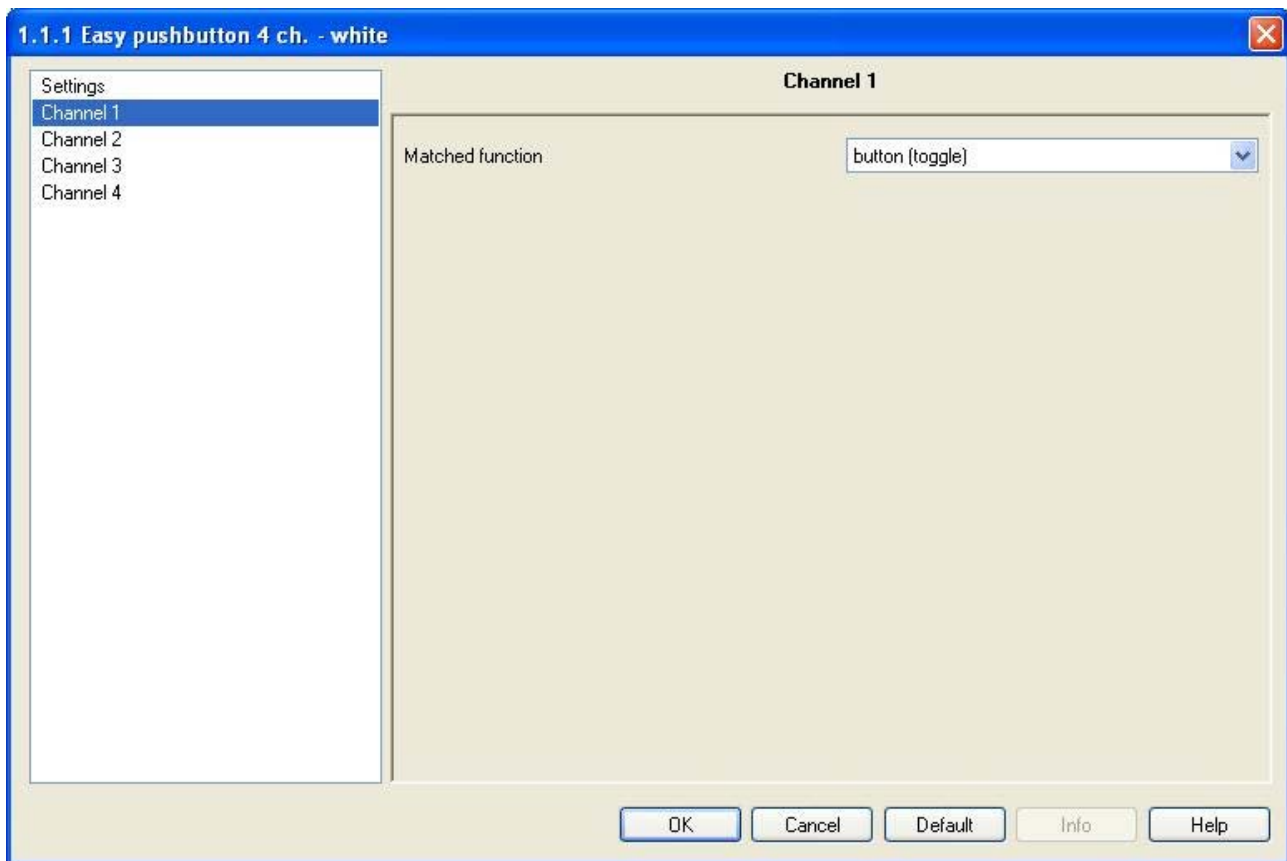 1.1.1 Easy pushbutton 4 ch. - white
Settings
Channel 1
Channel 2
Channel 3
Channel 4
Channel 1
Matched function
button (toggle)
OK
Cancel
Default
Info
Help